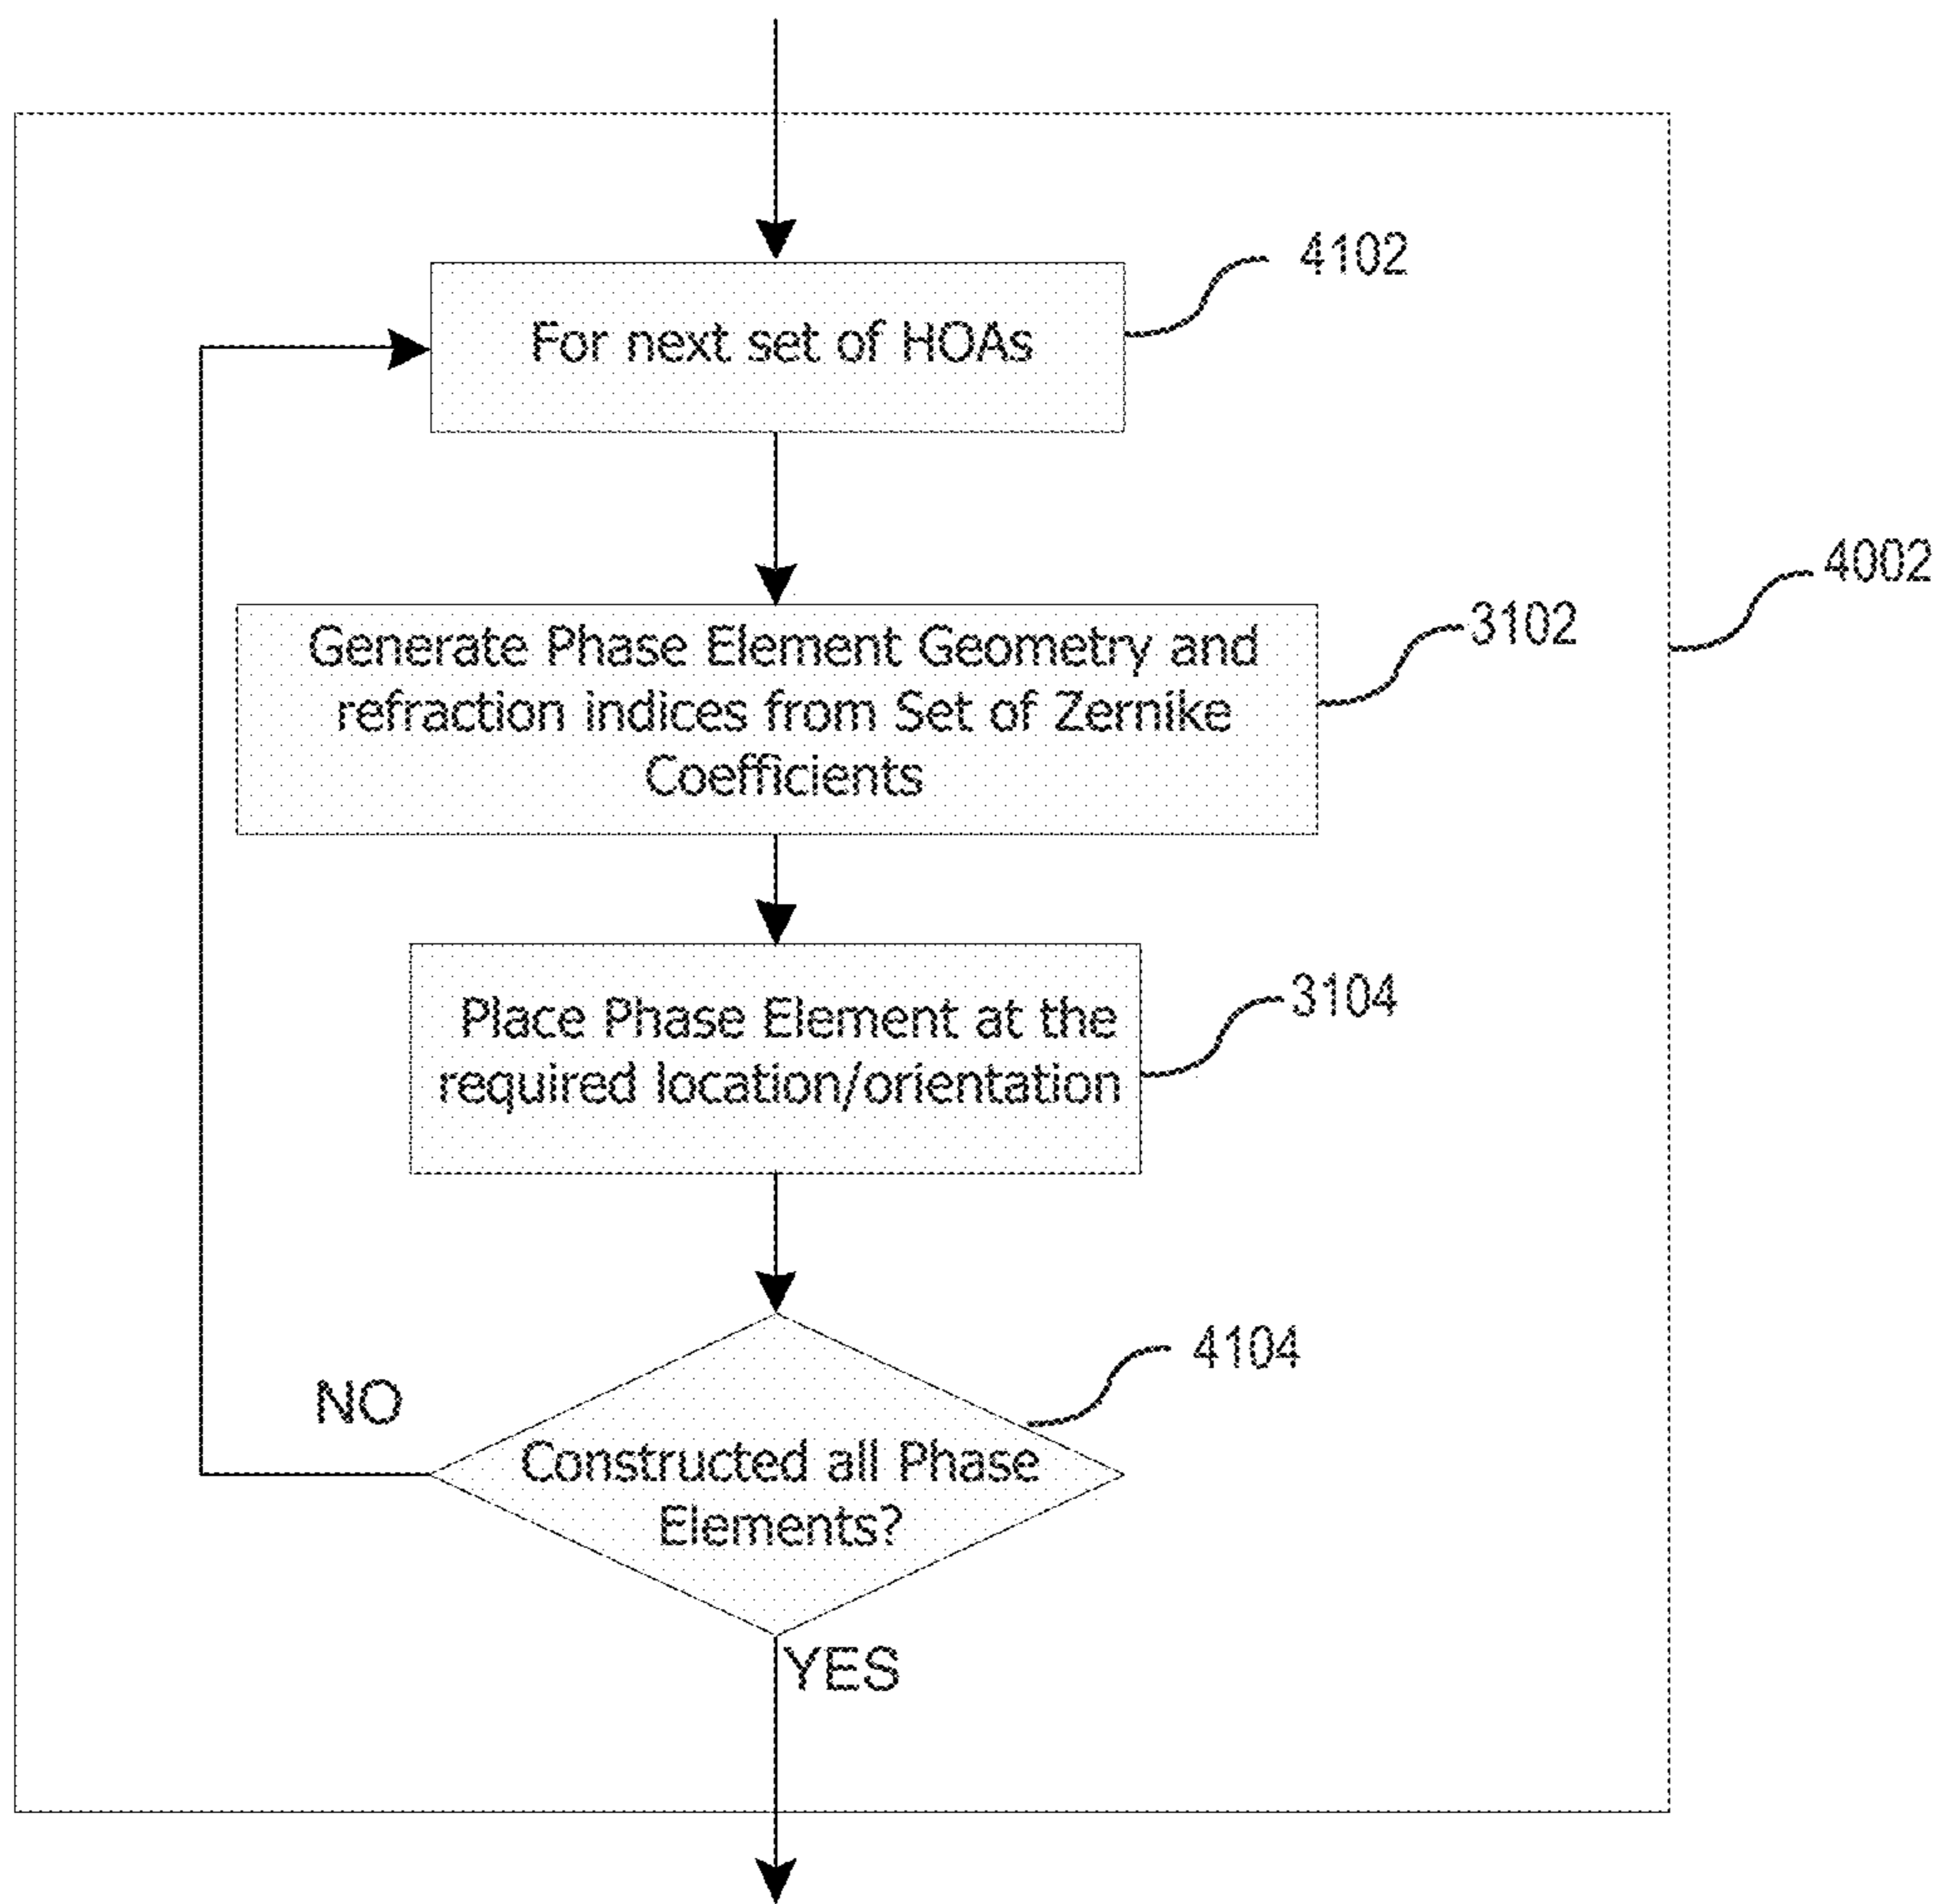 4102
For next set of HOAs
4002
3102
Generate Phase Element Geometry and
refraction indices from Set of Zernike
Coefficients
3104
Place Phase Element at the
required location/orientation
4104
NO
Constructed all Phase
Elements?
YES